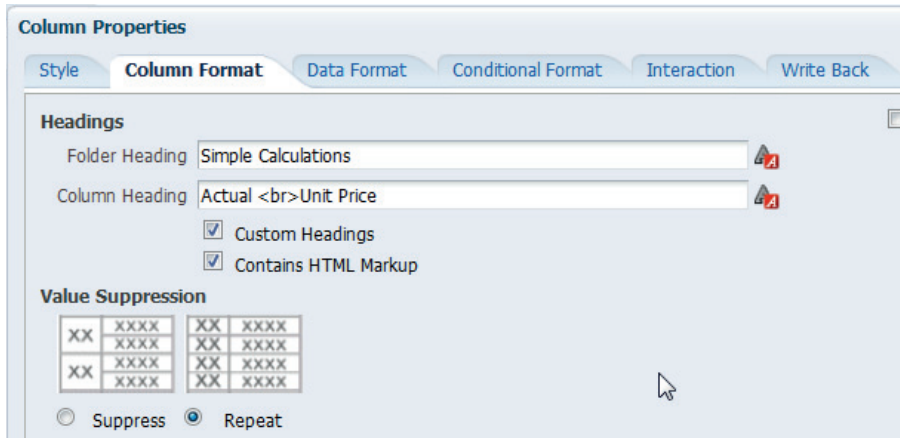 Column Properties
Style Column Format Data Format Conditional Format Interaction Write Back
Headings
Folder Heading Simple Calculations
Column Heading Actual <br>Unit Price
Custom Headings
Contains HTML Markup
Value Suppression
XX XXXX XX XXXX
XXXX XX XXXX
XX XXXX XX XXXX
XXXX XX XXXX
Suppress Repeat